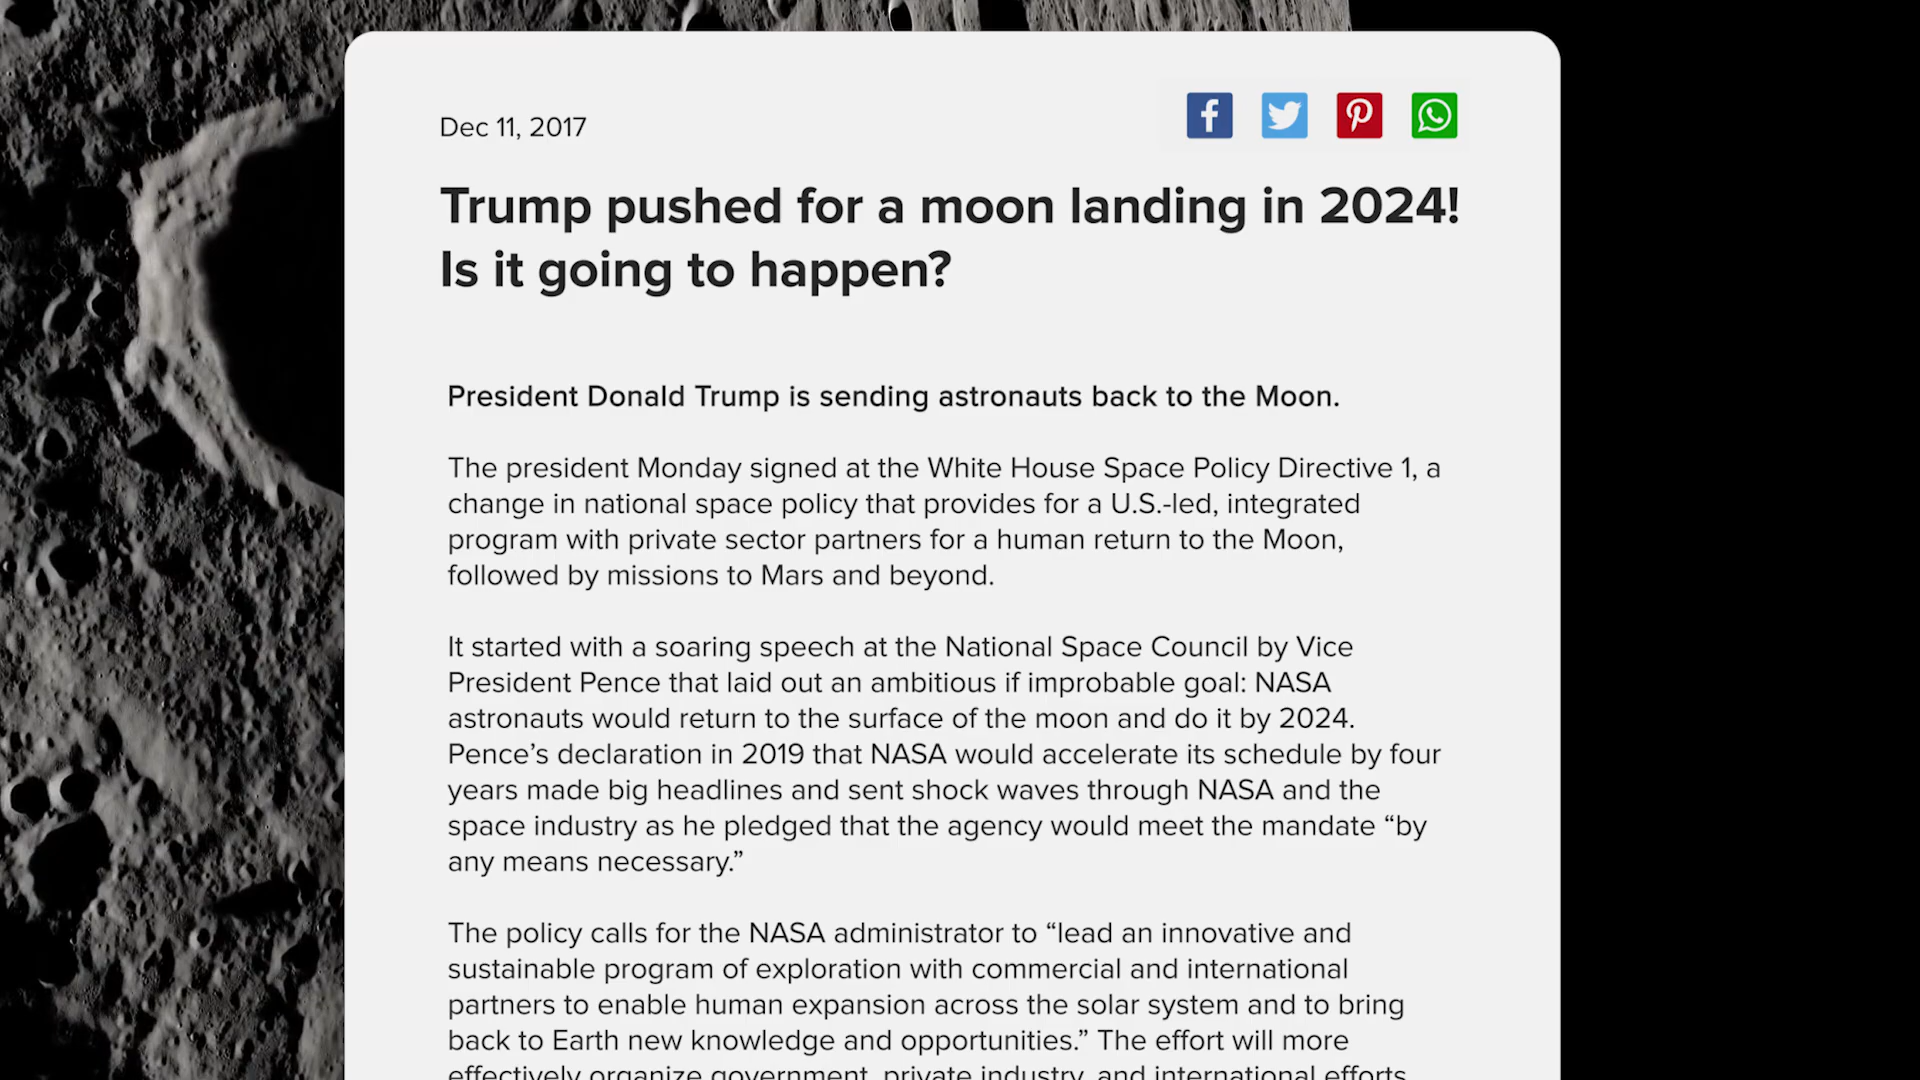 Dec 11, 2017
Trump pushed for a moon landing in 2024!
Is it going to happen?
President Donald Trump is sending astronauts back to the Moon.
The president Monday signed at the White House Space Policy Directive 1, a
change in national space policy that provides for a U.S.-led, integrated
program with private sector partners for a human return to the Moon,
followed by missions to Mars and beyond.
It started with a soaring speech at the National Space Council by Vice
President Pence that laid out an ambitious if improbable goal: NASA
astronauts would return to the surface of the moon and do it by 2024.
Pence’s declaration in 2019 that NASA would accelerate its schedule by four
years made big headlines and sent shock waves through NASA and the
space industry as he pledged that the agency would meet the mandate “by
any means necessary.”
The policy calls for the NASA administrator to “lead an innovative and
sustainable program of exploration with commercial and international
partners to enable human expansion across the solar system and to bring
back to Earth new knowledge and opportunities.” The effort will more
effectively organize government, private industry, and international efforts